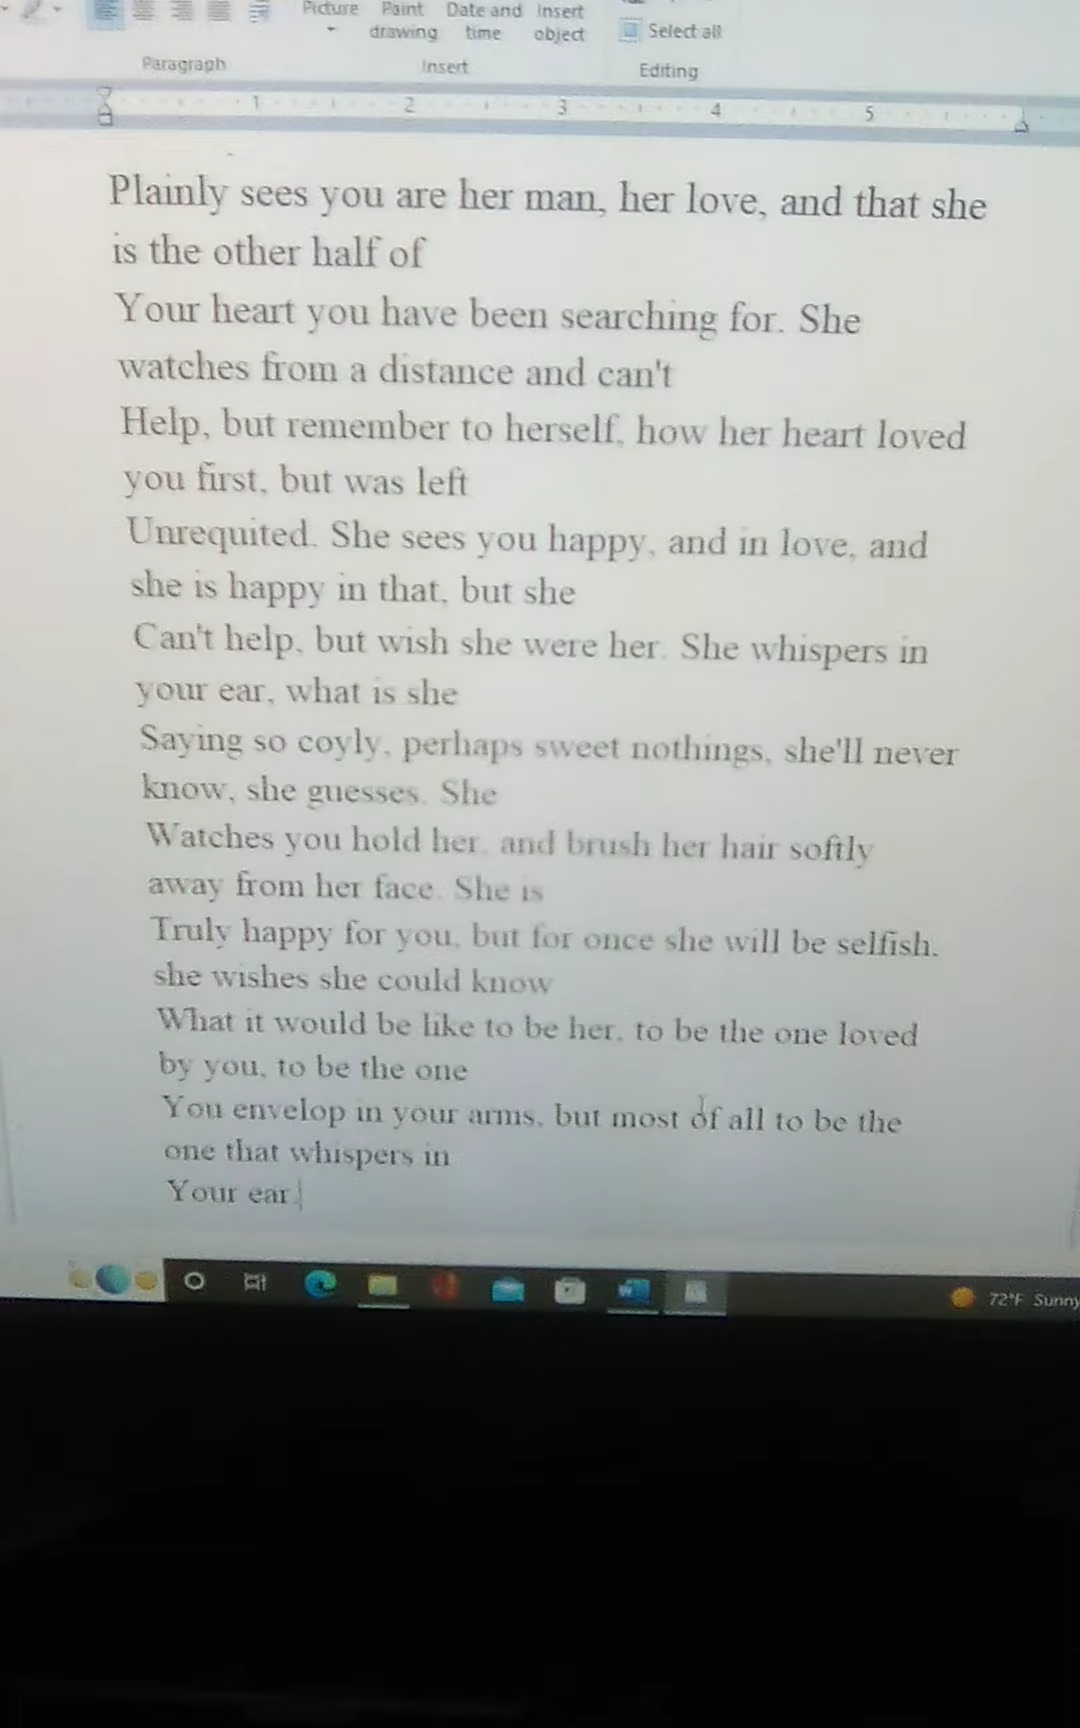 Picture
Paint drawing
Date and time
Insert object
Select all
Paragraph
Insert
Editing
1 2 3 4 5
Plainly sees you are her man, her love, and that she
is the other half of
Your heart you have been searching for. She
watches from a distance and can't
Help, but remember to herself, how her heart loved
you first, but was left
Unrequited. She sees you happy, and in love, and
she is happy in that, but she
Can't help, but wish she were her. She whispers in
your ear, what is she
Saying so coyly, perhaps sweet nothings, she'll never
know, she guesses. She
Watches you hold her, and brush her hair softly
away from her face. She is
Truly happy for you, but for once she will be selfish,
she wishes she could know
What it would be like to be her, to be the one loved
by you, to be the one
You envelop in your arms, but most of all to be the
one that whispers in
Your ear.
72°F Sunny